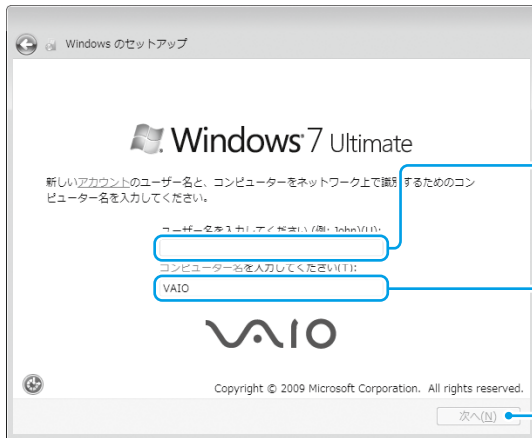 Windows のセットアップ
Windows 7 Ultimate
新しいアカウントのユーザー名と、コンピューターをネットワーク上で識別するためのコン
ピューター名を入力してください。
ユーザー名を入力してください (例: John)(U):
コンピューター名を入力してください(T):
VAIO
VAIO
Copyright © 2009 Microsoft Corporation. All rights reserved.
次へ(N)